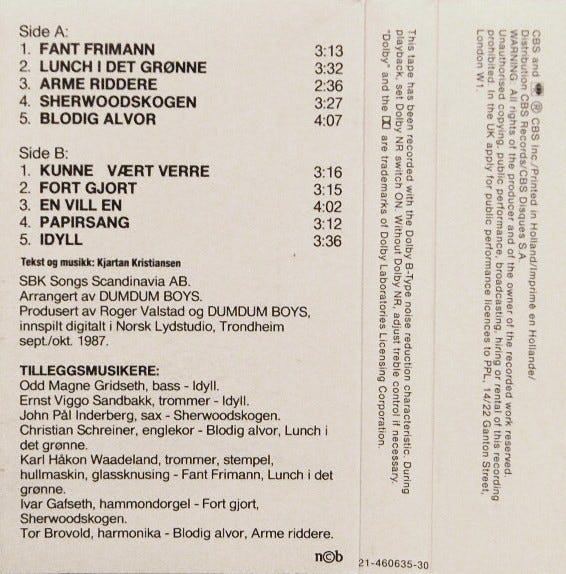 Side A:
1. FANT FRIMANN 3:13
2. LUNCH I DET GRØNNE 3:32
3. ARME RIDDERE 2:36
4. SHERWOODSKOGEN 3:27
5. BLODIG ALVOR 4:07
Side B:
1. KUNNE VÆRT VERRE 3:16
2. FORT GJORT 3:15
3. EN VILL EN 4:02
4. PAPIRSANG 3:12
5. IDYLL 3:36
Tekst og musikk: Kjartan Kristiansen
SBK Songs Scandinavia AB.
Arrangert av DUMDUM BOYS.
Produsert av Roger Valstad og DUMDUM BOYS,
innspilt digitalt i Norsk Lydstudio, Trondheim
sept./okt. 1987.
TILLEGGSMUSIKERE:
Odd Magne Gridseth, bass - Idyll.
Ernst Viggo Sandbakk, trommer - Idyll.
John Pål Inderberg, sax - Sherwoodskogen.
Christian Schreiner, englekor - Blodig alvor, Lunch i
det grønne.
Karl Håkon Waadeland, trommer, stempel,
hullmaskin, glassknusing - Fant Frimann, Lunch i det
grønne.
Ivar Gafseth, hammondorgel - Fort gjort,
Sherwoodskogen.
Tor Brovold, harmonika - Blodig alvor, Arme riddere.
n©b
This tape has been recorded with the Dolby B-Type noise reduction characteristic. During
playback, set Dolby NR switch ON. Without Dolby NR, adjust treble control if necessary.
"Dolby" and the are trademarks of Dolby Laboratories Licensing Corporation.
21-460635-30
CBS and ® CBS Inc./Printed in Holland/Imprime en Hollande/
Distribution CBS Records/CBS Disques S.A.
WARNING: All rights of the producer and of the owner of the recorded work reserved.
Unauthorised copying, public performance, broadcasting, hiring or rental of this recording
prohibited. In the UK apply for public performance licences to PPL, 14/22 Ganton Street,
London W1.